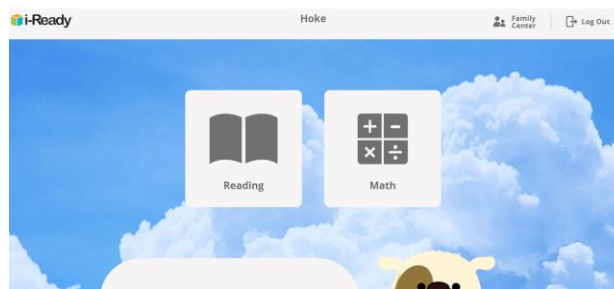 i-Ready
Hoke
Family
Center
Log Out
+ −
× ÷
Reading
Math